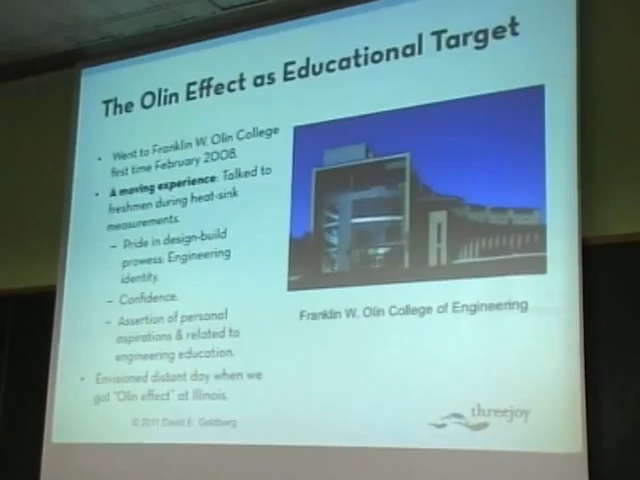 The Olin Effect as Educational Target
• Went to Franklin W. Olin College
first time February 2008.
• A moving experience: Talked to
freshmen during heat-sink
measurements.
– Pride in design-build
prowess: Engineering
identity.
– Confidence.
– Assertion of personal
aspirations & related to
engineering education.
• Envisioned distant day when we
got "Olin effect" at Illinois.
Franklin W. Olin College of Engineering
© 2011 David E. Goldberg
threejoy